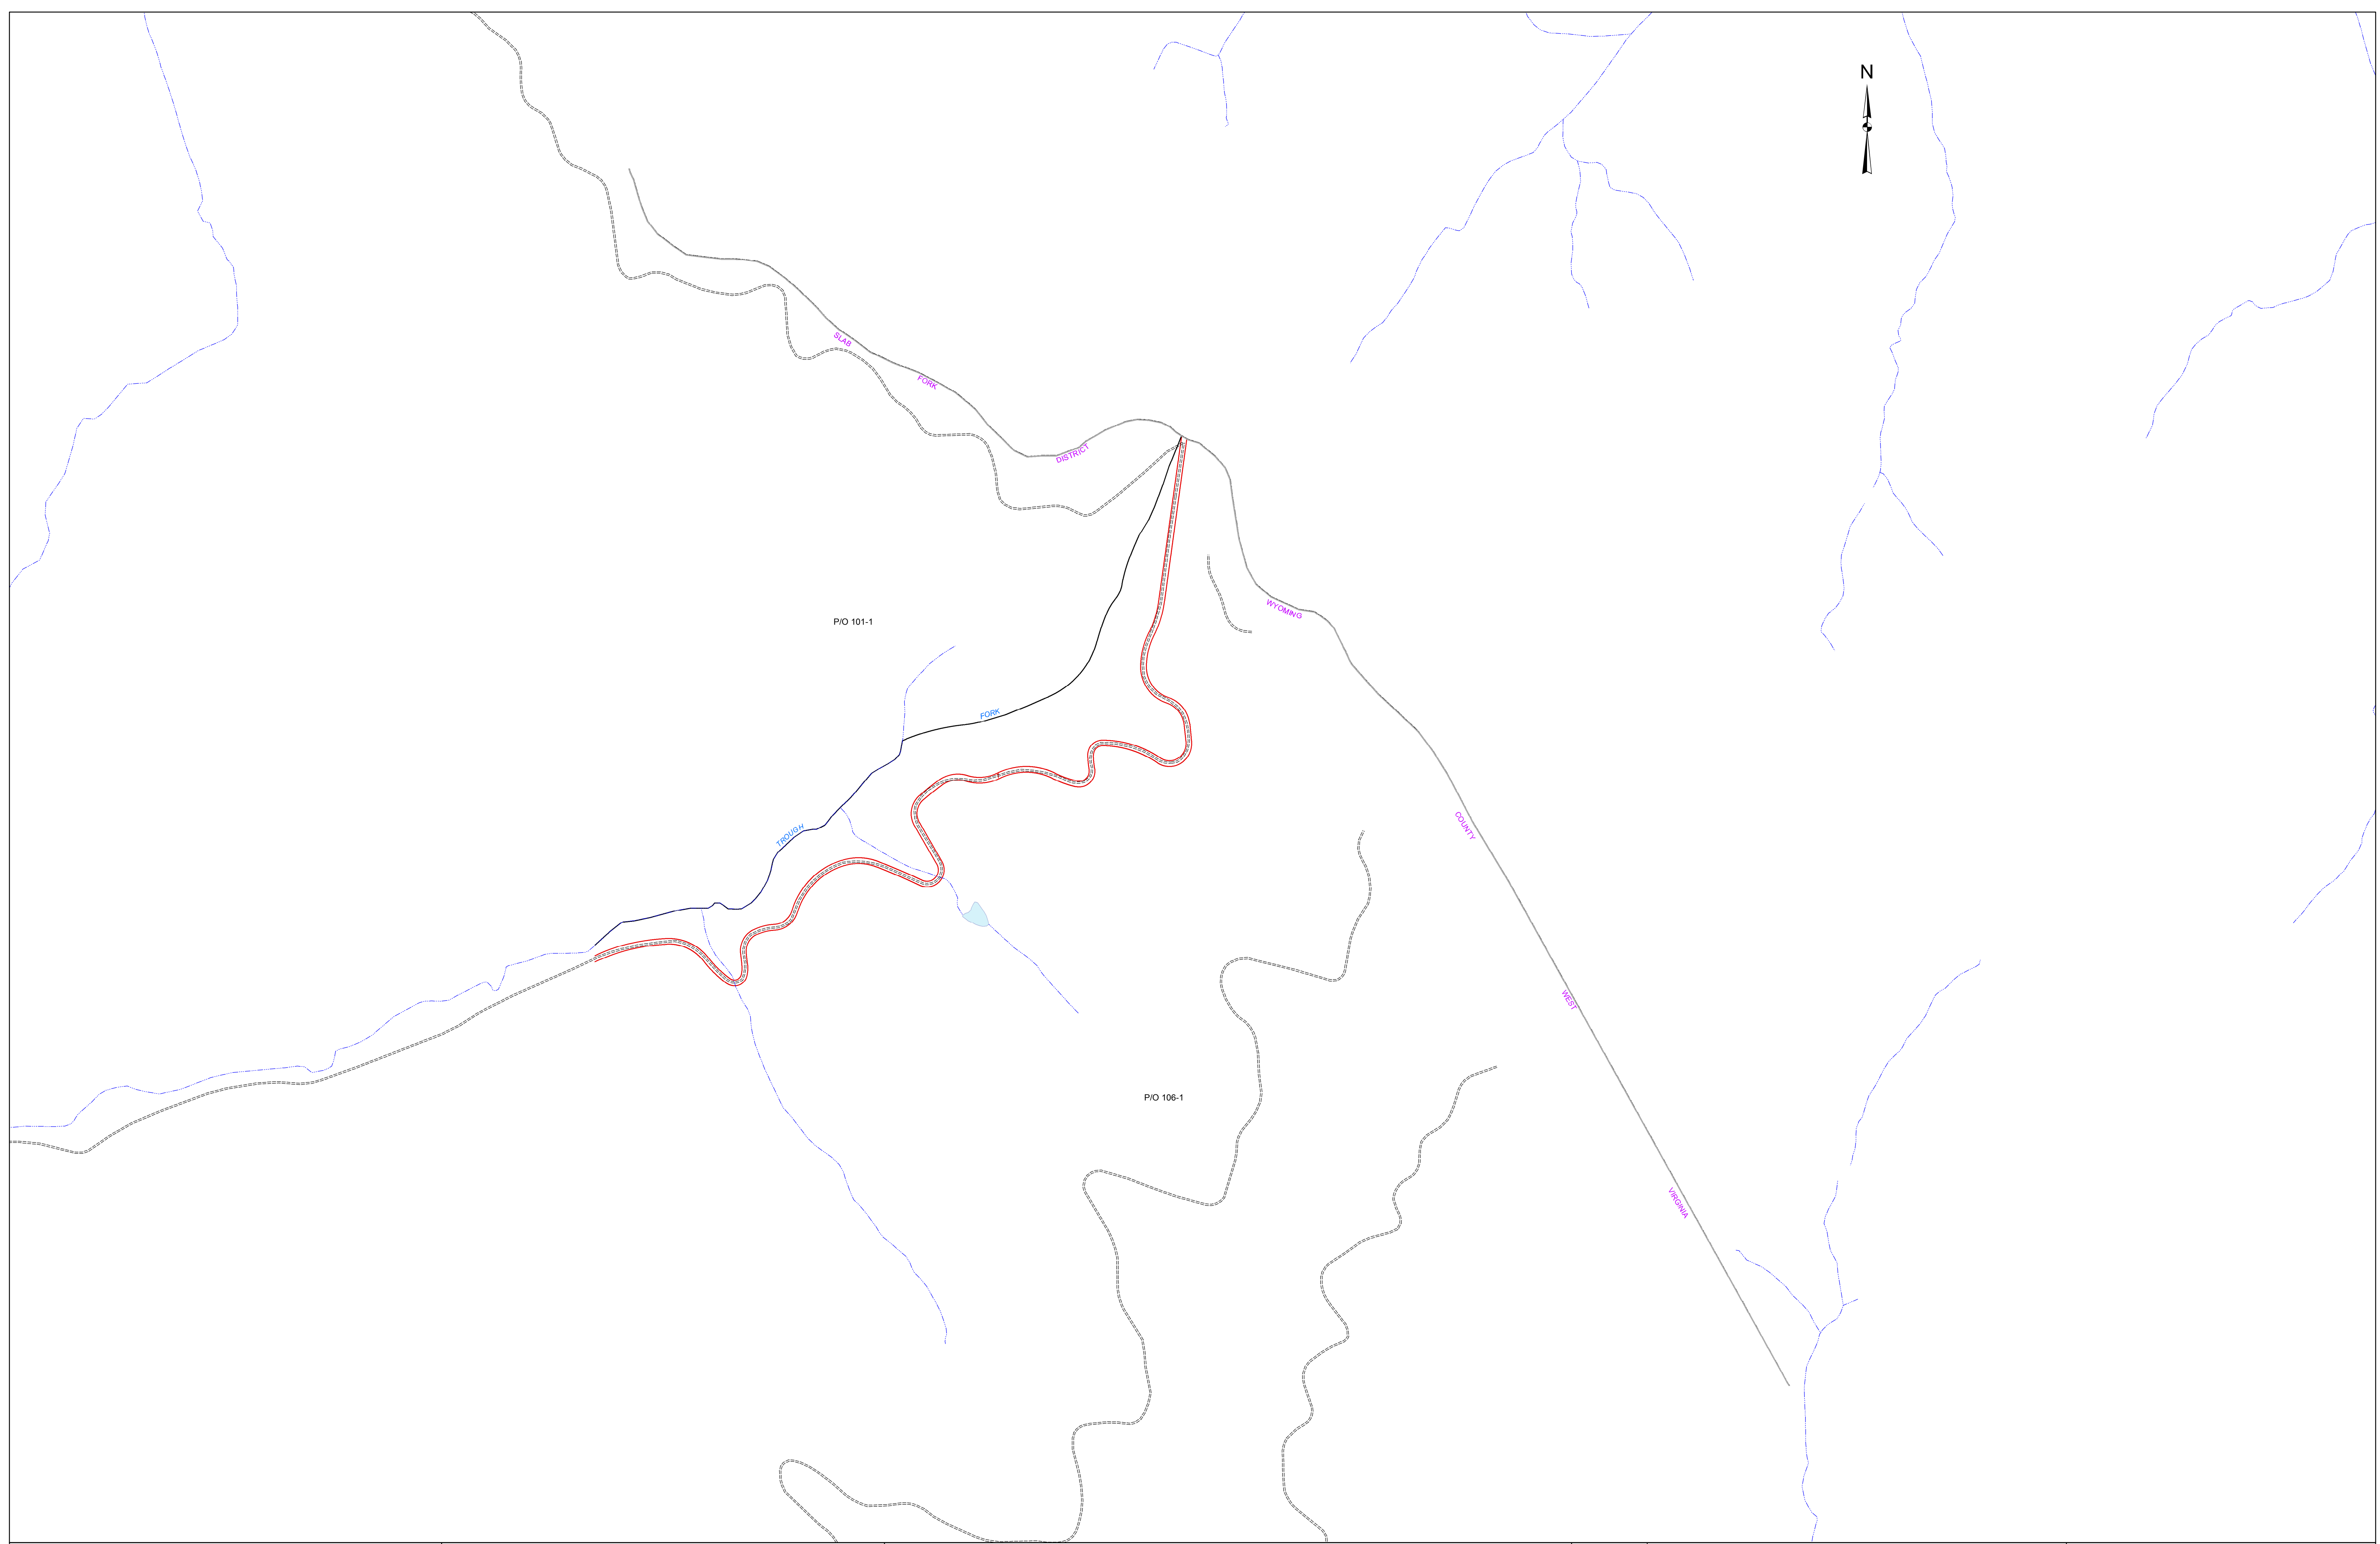 N
SLAB
FORK
DISTRICT
WYOMING
P/O 101-1
FORK
TROUGH
COUNTY
WEST
P/O 106-1
VIRGINIA